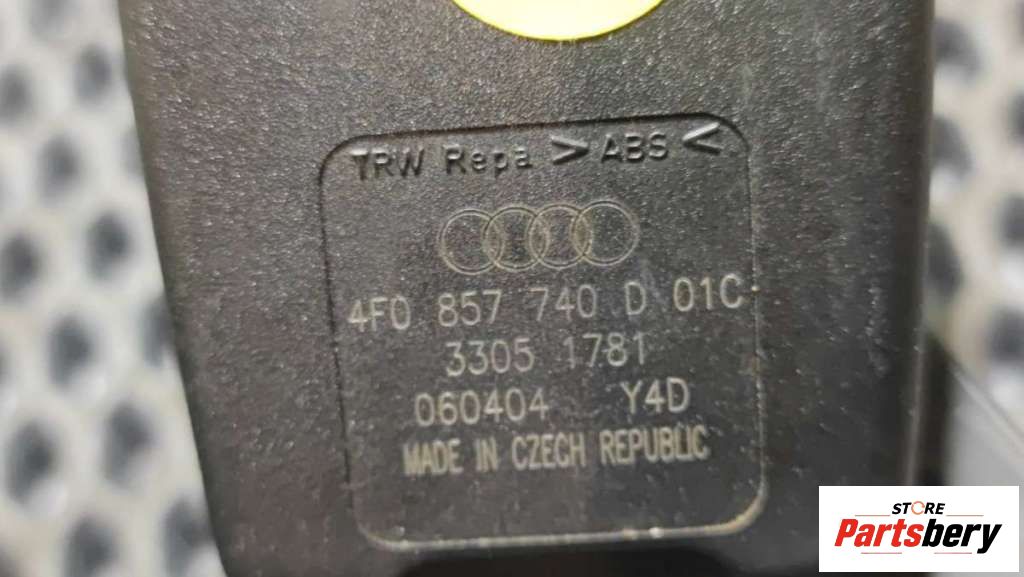 TRW Repa > ABS <
4F0 857 740 D 01C
3305 1781
060404 Y4D
MADE IN CZECH REPUBLIC
STORE
Partsbery